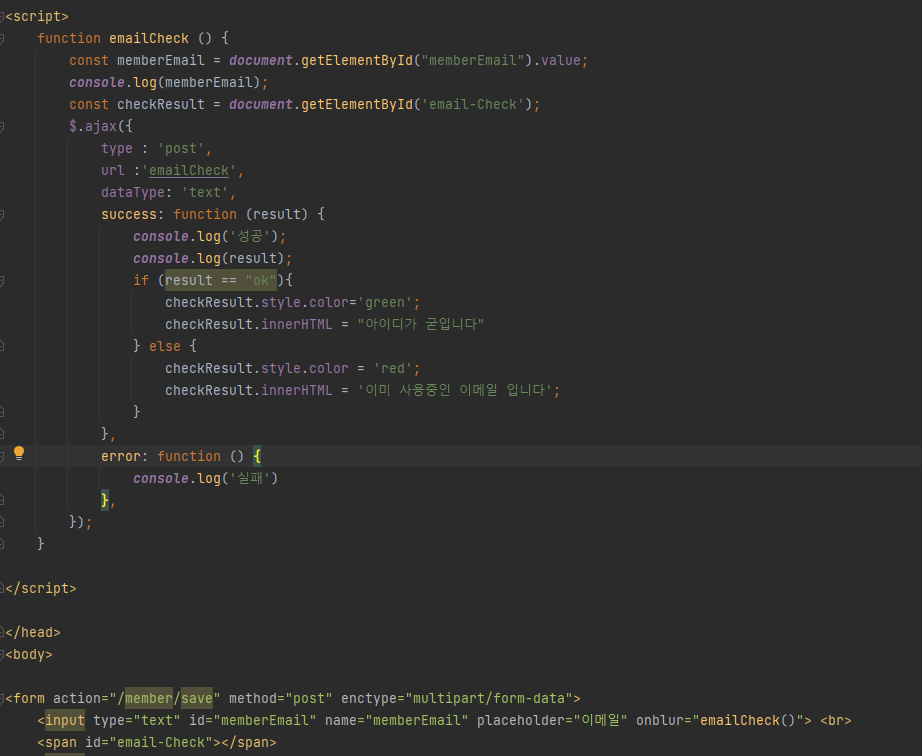 <script>
function emailCheck () {
const memberEmail = document.getElementById("memberEmail").value;
console.log(memberEmail);
const checkResult = document.getElementById('email-Check');
$.ajax({
type : 'post',
url :'emailCheck',
dataType: 'text',
success: function (result) {
console.log('성공');
console.log(result);
if (result == "ok"){
checkResult.style.color='green';
checkResult.innerHTML = "아이디가 굳입니다"
} else {
checkResult.style.color = 'red';
checkResult.innerHTML = '이미 사용중인 이메일 입니다';
}
},
error: function () {
console.log('실패')
},
});
}
</script>
</head>
<body>
<form action="/member/save" method="post" enctype="multipart/form-data">
<input type="text" id="memberEmail" name="memberEmail" placeholder="이메일" onblur="emailCheck()"> <br>
<span id="email-Check"></span>